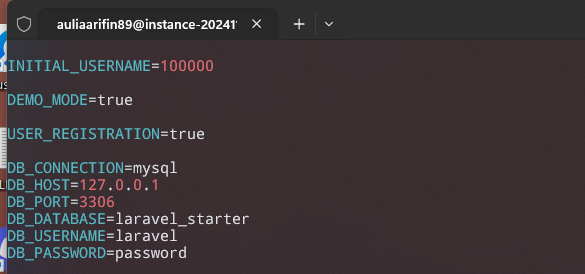 auliaarifin89@instance-20241
INITIAL_USERNAME=100000
DEMO_MODE=true
USER_REGISTRATION=true
DB_CONNECTION=mysql
DB_HOST=127.0.0.1
DB_PORT=3306
DB_DATABASE=laravel_starter
DB_USERNAME=laravel
DB_PASSWORD=password